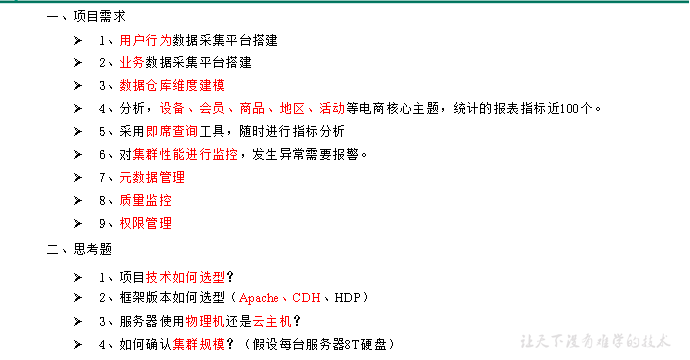 一、项目需求
➢ 1、用户行为数据采集平台搭建
➢ 2、业务数据采集平台搭建
➢ 3、数据仓库维度建模
➢ 4、分析，设备、会员、商品、地区、活动等电商核心主题，统计的报表指标近100个。
➢ 5、采用即席查询工具，随时进行指标分析
➢ 6、对集群性能进行监控，发生异常需要报警。
➢ 7、元数据管理
➢ 8、质量监控
➢ 9、权限管理
二、思考题
➢ 1、项目技术如何选型？
➢ 2、框架版本如何选型（Apache、CDH、HDP）
➢ 3、服务器使用物理机还是云主机？
➢ 4、如何确认集群规模？（假设每台服务器8T硬盘）
让天下没有难学的技术